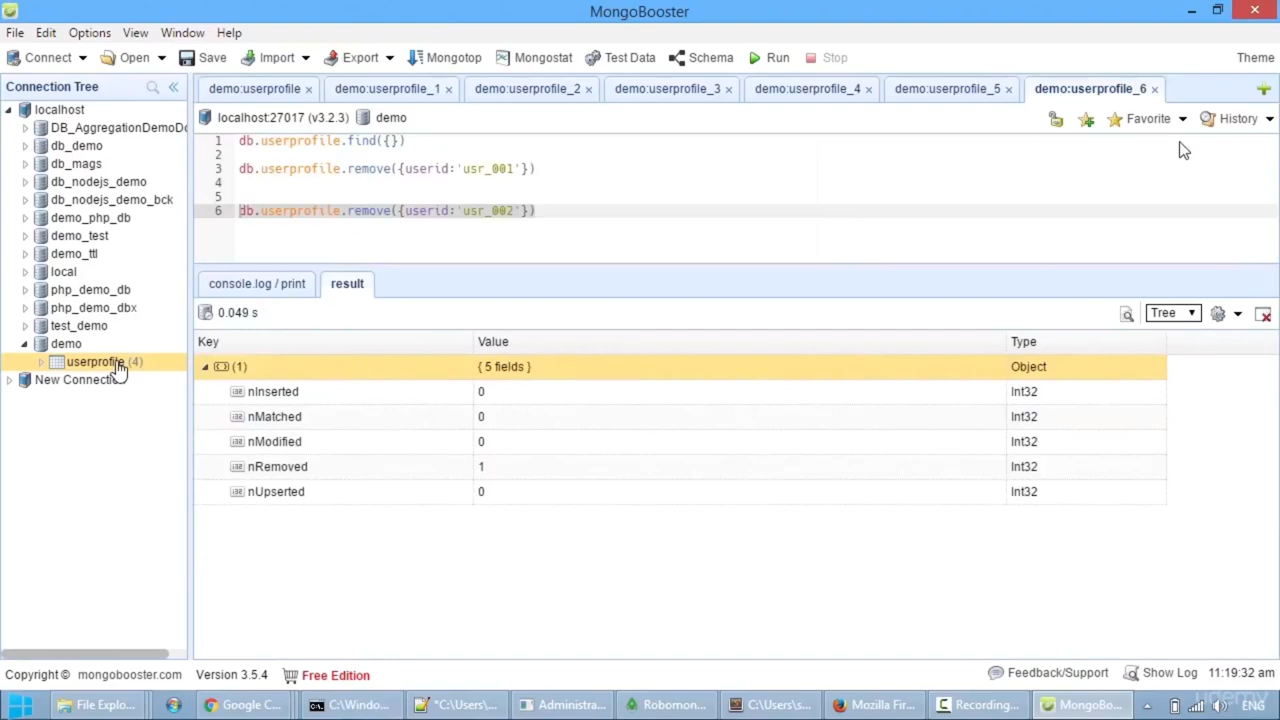 MongoBooster
File Edit Options View Window Help
Connect Open Save Import Export Mongotop Mongostat Test Data Schema Run Stop Theme
Connection Tree
demo:userprofile × demo:userprofile_1 × demo:userprofile_2 × demo:userprofile_3 × demo:userprofile_4 × demo:userprofile_5 × demo:userprofile_6 ×
localhost:27017 (v3.2.3) demo Favorite History
localhost
DB_AggregationDemoDo
db_demo
db_mags
db_nodejs_demo
db_nodejs_demo_bck
demo_php_db
demo_test
demo_ttl
local
php_demo_db
php_demo_dbx
test_demo
demo
userprofile (4)
New Connectio
1 db.userprofile.find({})
2
3 db.userprofile.remove({userid:'usr_001'})
4
5
6 db.userprofile.remove({userid:'usr_002'})
console.log / print result
0.049 s Tree
Key Value Type
(1) { 5 fields } Object
nInserted 0 Int32
nMatched 0 Int32
nModified 0 Int32
nRemoved 1 Int32
nUpserted 0 Int32
Copyright © mongobooster.com Version 3.5.4 Free Edition Feedback/Support Show Log 11:19:32 am
File Explo... Google C... C:\Windo... *C:\Users\... Administra... Robomon... C:\Users\s... Mozilla Fir... Recording... MongoBo... ENG
udemy